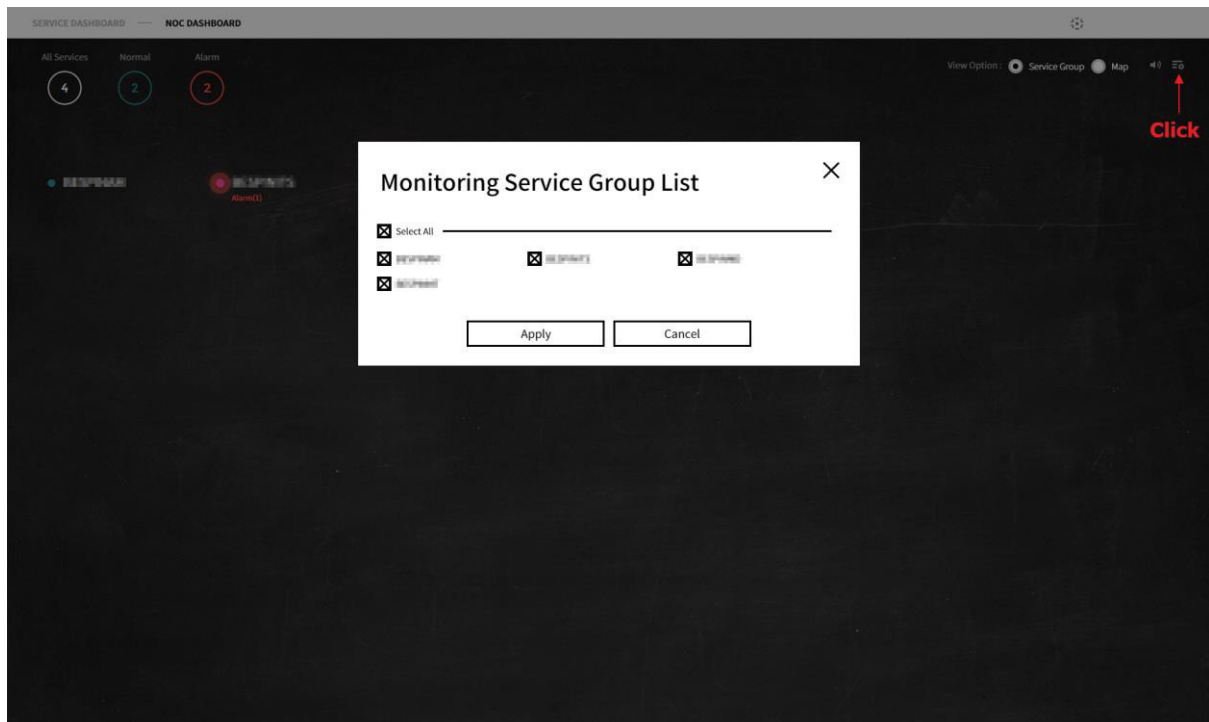 SERVICE DASHBOARD — NOC DASHBOARD
All Services Normal Alarm
4 2 2
View Option : Service Group Map
Click
Alarm(1)
Monitoring Service Group List
Select All
Apply Cancel